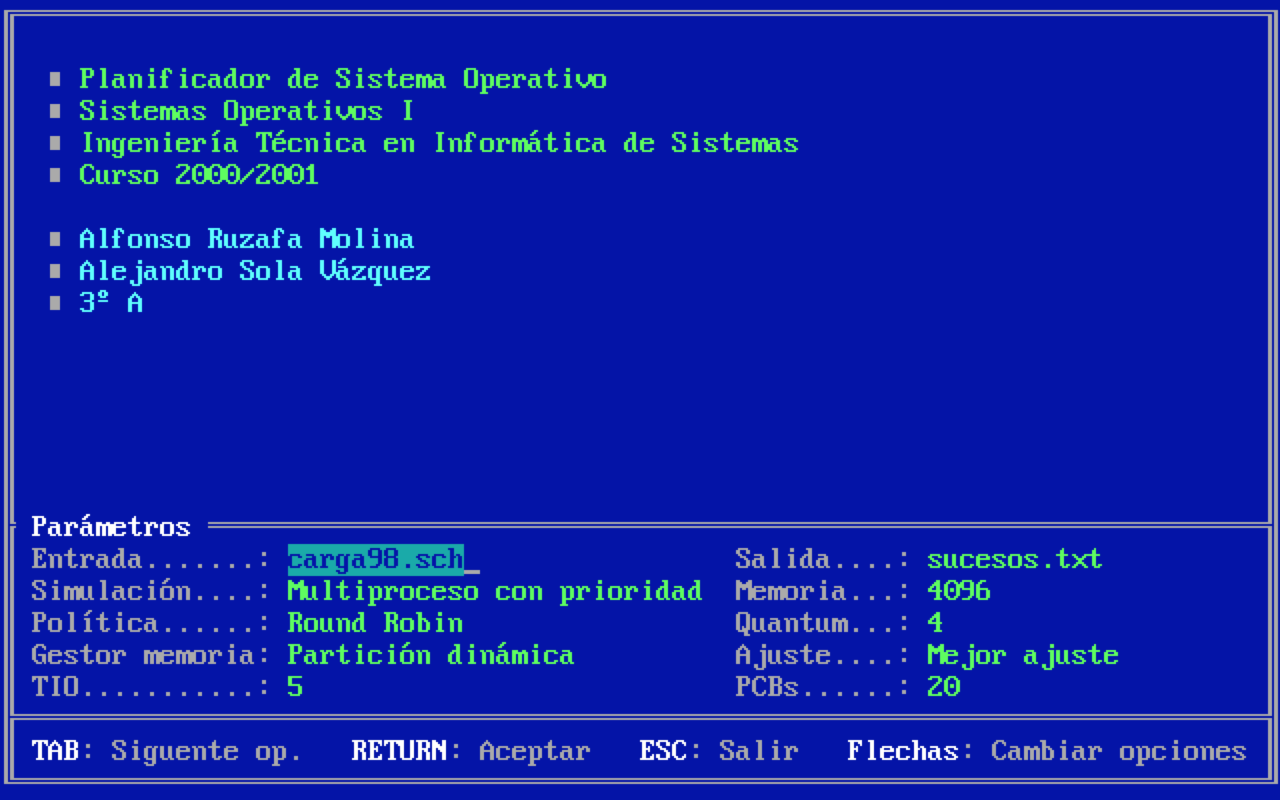 Planificador de Sistema Operativo
Sistemas Operativos I
Ingeniería Técnica en Informática de Sistemas
Curso 2000/2001
Alfonso Ruzafa Molina
Alejandro Sola Vázquez
3º A
Parámetros
Entrada.......: carga98.sch_ Salida....: sucesos.txt
Simulación....: Multiproceso con prioridad Memoria...: 4096
Política......: Round Robin Quantum...: 4
Gestor memoria: Partición dinámica Ajuste....: Mejor ajuste
TIO...........: 5 PCBs......: 20
TAB: Siguente op. RETURN: Aceptar ESC: Salir Flechas: Cambiar opciones